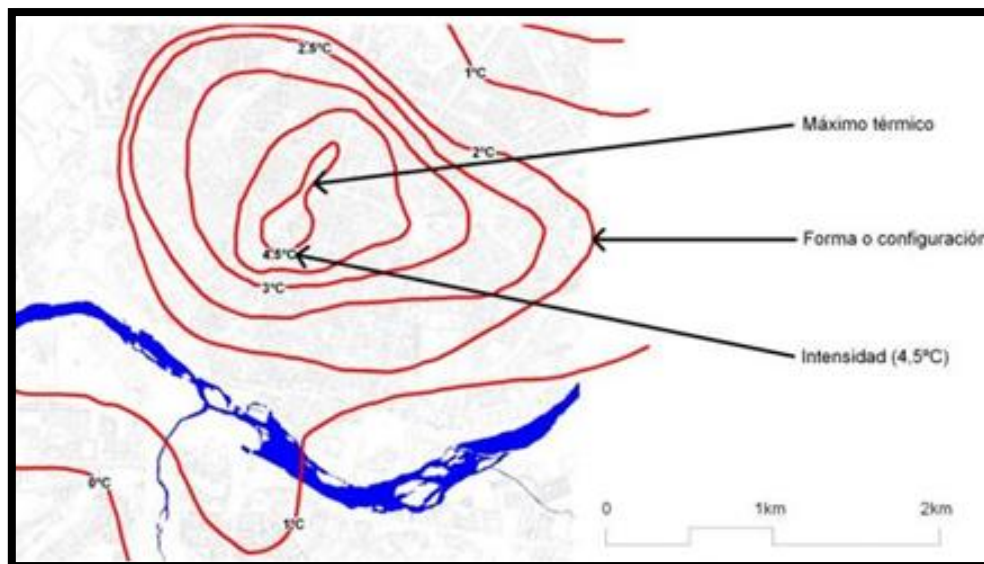 2.5ºC
1ºC
Máximo térmico
2ºC
Forma o configuración
4.5ºC
3ºC
Intensidad (4,5ºC)
0ºC
1ºC
0
1km
2km